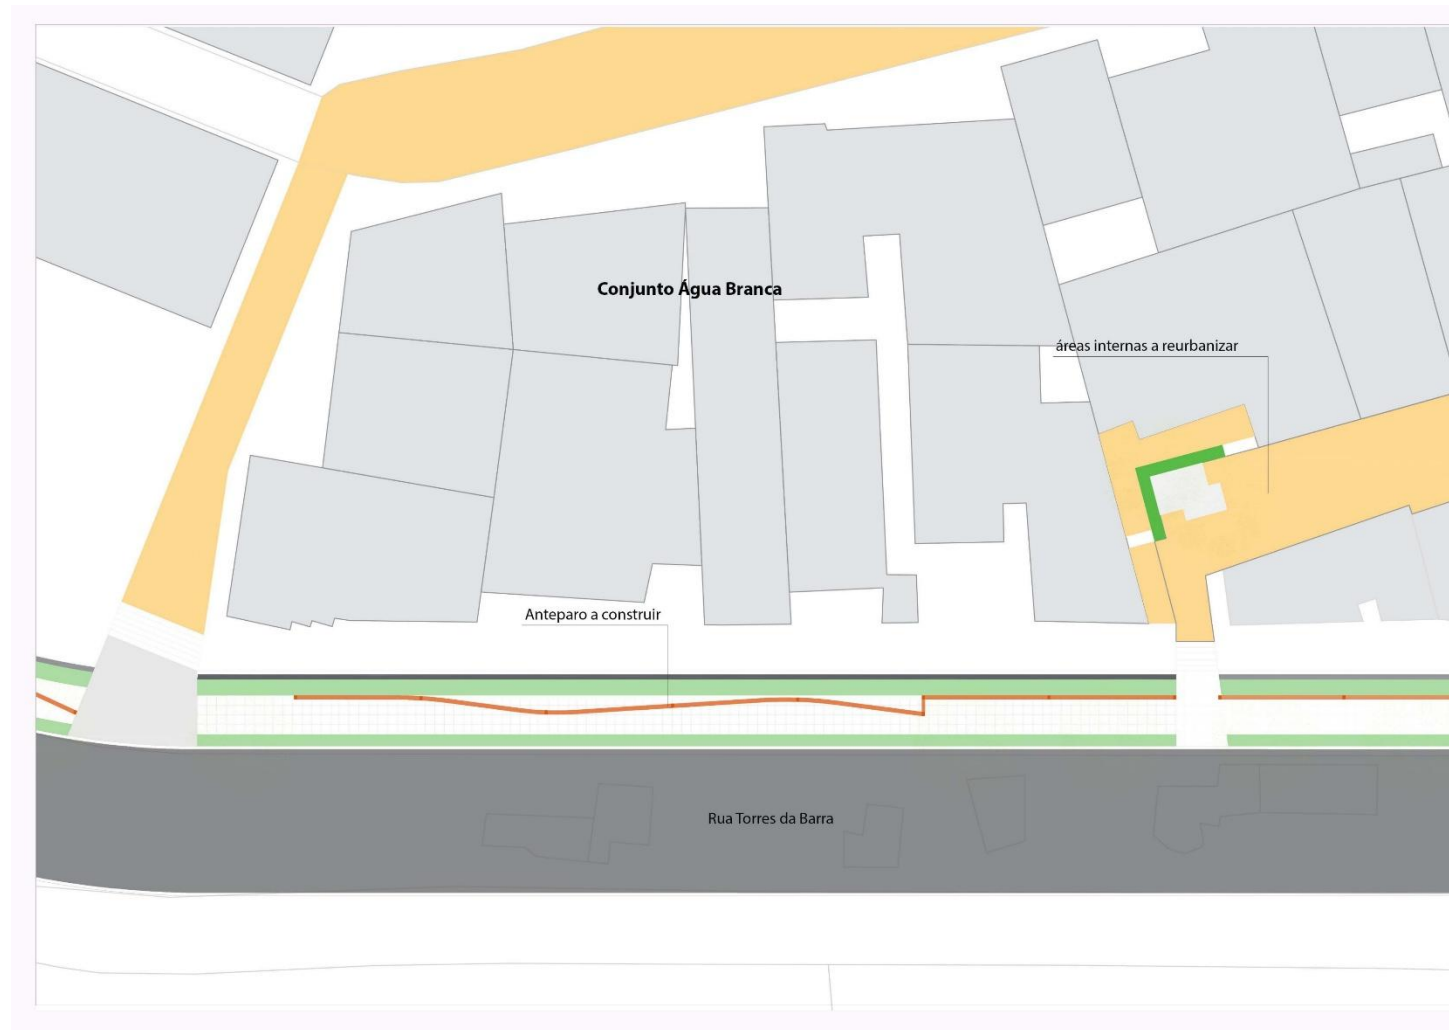 Conjunto Água Branca
áreas internas a reurbanizar
Anteparo a construir
Rua Torres da Barra